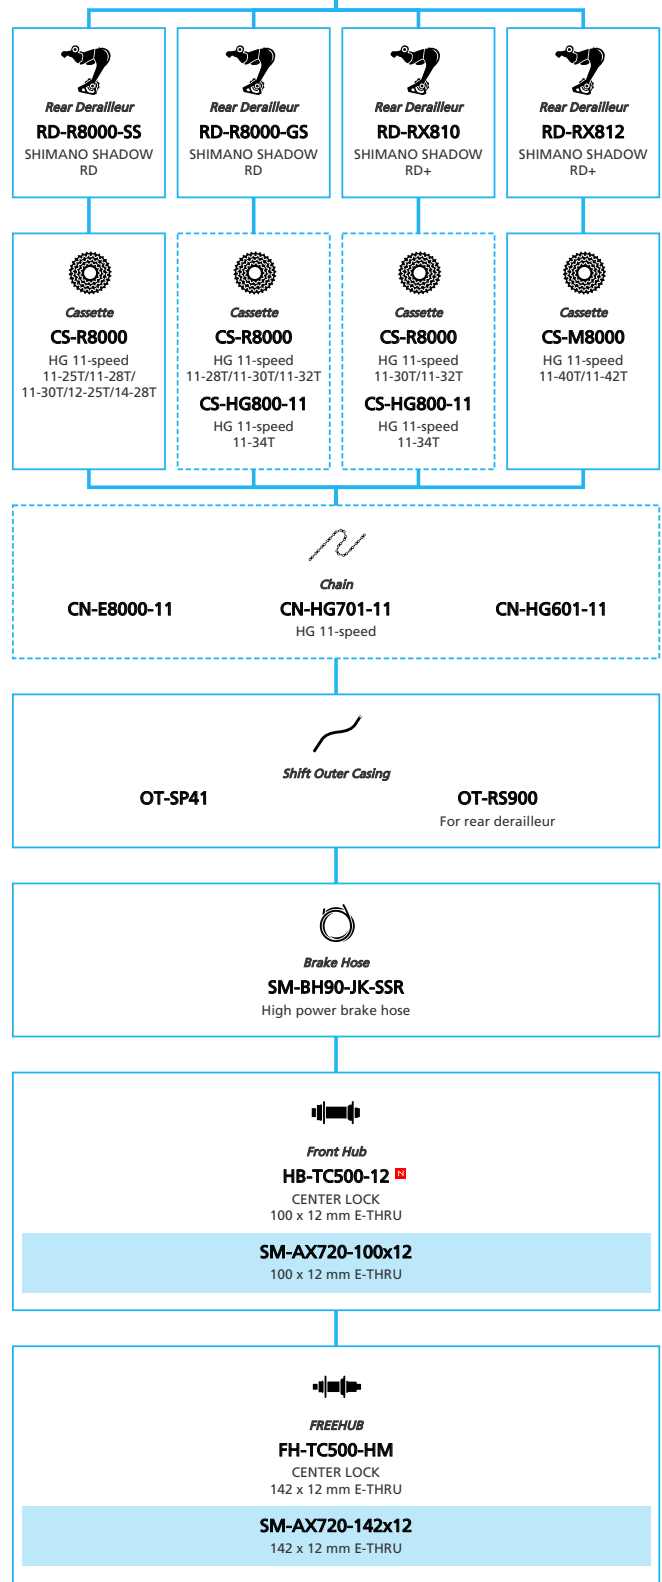 Rear Derailleur
RD-R8000-SS
SHIMANO SHADOW
RD
Rear Derailleur
RD-R8000-GS
SHIMANO SHADOW
RD
Rear Derailleur
RD-RX810
SHIMANO SHADOW
RD+
Rear Derailleur
RD-RX812
SHIMANO SHADOW
RD+
Cassette
CS-R8000
HG 11-speed
11-25T/11-28T/
11-30T/12-25T/14-28T
Cassette
CS-R8000
HG 11-speed
11-28T/11-30T/11-32T
CS-HG800-11
HG 11-speed
11-34T
Cassette
CS-R8000
HG 11-speed
11-30T/11-32T
CS-HG800-11
HG 11-speed
11-34T
Cassette
CS-M8000
HG 11-speed
11-40T/11-42T
Chain
CN-E8000-11
CN-HG701-11
HG 11-speed
CN-HG601-11
Shift Outer Casing
OT-SP41
OT-RS900
For rear derailleur
Brake Hose
SM-BH90-JK-SSR
High power brake hose
Front Hub
HB-TC500-12 N
CENTER LOCK
100 x 12 mm E-THRU
SM-AX720-100x12
100 x 12 mm E-THRU
FREEHUB
FH-TC500-HM
CENTER LOCK
142 x 12 mm E-THRU
SM-AX720-142x12
142 x 12 mm E-THRU